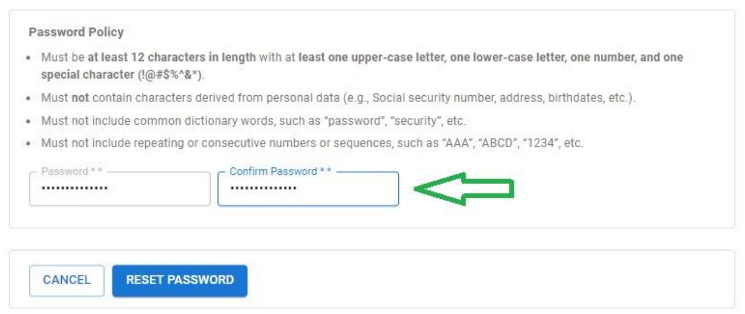 Password Policy
• Must be at least 12 characters in length with at least one upper-case letter, one lower-case letter, one number, and one
special character (!@#$%^&*).
• Must not contain characters derived from personal data (e.g., Social security number, address, birthdates, etc.).
• Must not include common dictionary words, such as “password”, “security”, etc.
• Must not include repeating or consecutive numbers or sequences, such as “AAA”, “ABCD”, “1234”, etc.
Password ** Confirm Password **
•••••••••••••• ••••••••••••••
CANCEL RESET PASSWORD